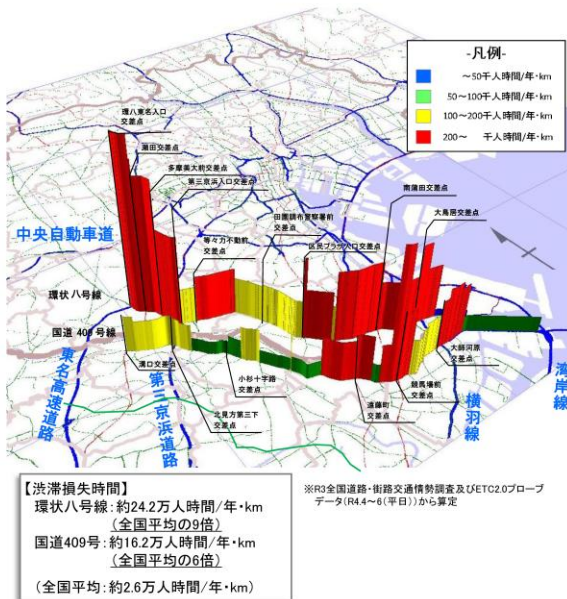 -凡例-
～50千人時間/年・km
50～100千人時間/年・km
100～200千人時間/年・km
200～ 千人時間/年・km
環八東名入口
交差点
瀬田交差点
多摩美大前交差点
第三京浜入口交差点
田園調布警察署前
交差点
南蒲田交差点
大鳥居交差点
中央自動車道
等々力不動前
交差点
区民プラザ入口交差点
環状八号線
国道409号線
東名高速道路
溝口交差点
第三京浜道路
小杉十字路
交差点
北見方第三下
交差点
遠藤町
交差点
競馬場前
交差点
大師河原
交差点
横羽線
湾岸線
【渋滞損失時間】
環状八号線：約24.2万人時間/年・km
(全国平均の9倍)
国道409号：約16.2万人時間/年・km
(全国平均の6倍)
(全国平均：約2.6万人時間/年・km)
※R3全国道路・街路交通情勢調査及びETC2.0プローブ
データ(R4.4～6(平日))から算定